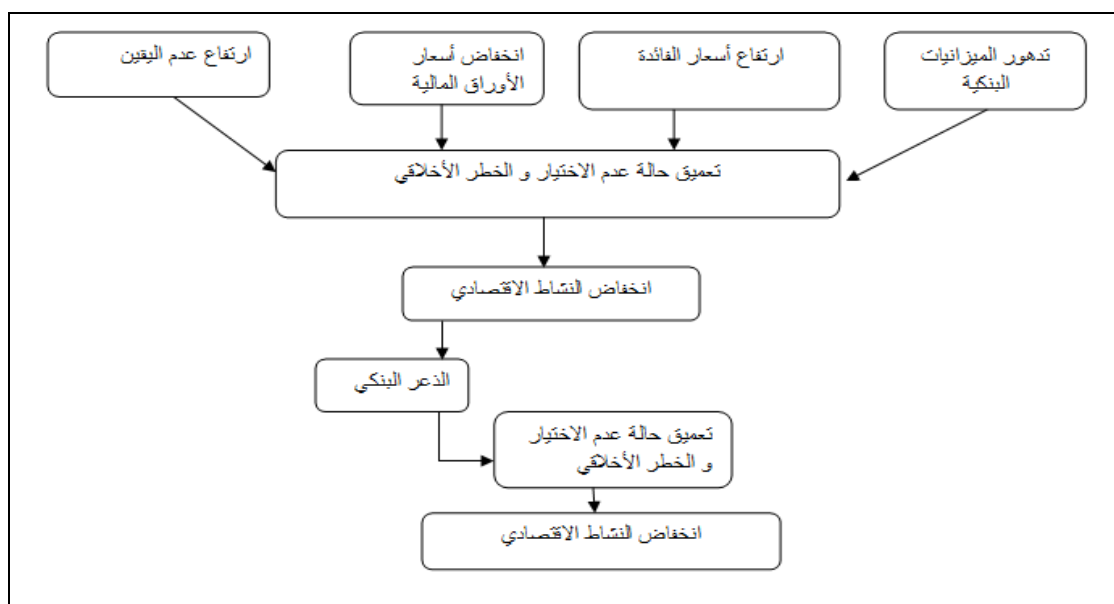 تدهور الميزانيات
البنكية
ارتفاع أسعار الفائدة
انخفاض أسعار
الأوراق المالية
ارتفاع عدم اليقين
تعميق حالة عدم الاختيار و الخطر الأخلاقي
انخفاض النشاط الاقتصادي
الذعر البنكي
تعميق حالة عدم الاختيار
و الخطر الأخلاقي
انخفاض النشاط الاقتصادي